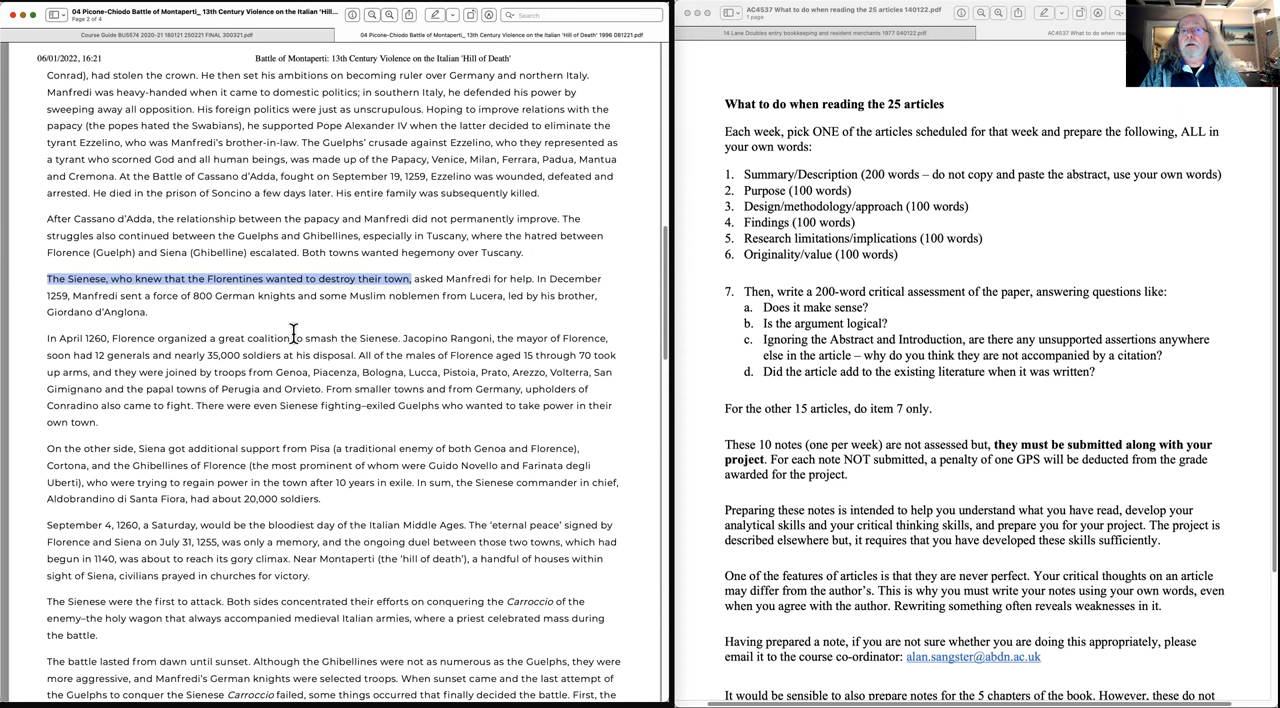 04 Picone-Chiodo Battle of Montaperti_ 13th Century Violence on the Italian 'Hill...
Page 2 of 4
Search
Course Guide BUS574 2020-21 180121 250221 FINAL 300321.pdf
04 Picone-Chiodo Battle of Montaperti_ 13th Century Violence on the Italian 'Hill of Death' 1996 081221.pdf
06/01/2022, 16:21
Battle of Montaperti: 13th Century Violence on the Italian 'Hill of Death'
Conrad), had stolen the crown. He then set his ambitions on becoming ruler over Germany and northern Italy.
Manfredi was heavy-handed when it came to domestic politics; in southern Italy, he defended his power by
sweeping away all opposition. His foreign politics were just as unscrupulous. Hoping to improve relations with the
papacy (the popes hated the Swabians), he supported Pope Alexander IV when the latter decided to eliminate the
tyrant Ezzelino, who was Manfredi's brother-in-law. The Guelphs' crusade against Ezzelino, who they represented as
a tyrant who scorned God and all human beings, was made up of the Papacy, Venice, Milan, Ferrara, Padua, Mantua
and Cremona. At the Battle of Cassano d'Adda, fought on September 19, 1259, Ezzelino was wounded, defeated and
arrested. He died in the prison of Soncino a few days later. His entire family was subsequently killed.
After Cassano d'Adda, the relationship between the papacy and Manfredi did not permanently improve. The
struggles also continued between the Guelphs and Ghibellines, especially in Tuscany, where the hatred between
Florence (Guelph) and Siena (Ghibelline) escalated. Both towns wanted hegemony over Tuscany.
The Sienese, who knew that the Florentines wanted to destroy their town, asked Manfredi for help. In December
1259, Manfredi sent a force of 800 German knights and some Muslim noblemen from Lucera, led by his brother,
Giordano d'Anglona.
In April 1260, Florence organized a great coalition to smash the Sienese. Jacopino Rangoni, the mayor of Florence,
soon had 12 generals and nearly 35,000 soldiers at his disposal. All of the males of Florence aged 15 through 70 took
up arms, and they were joined by troops from Genoa, Piacenza, Bologna, Lucca, Pistoia, Prato, Arezzo, Volterra, San
Gimignano and the papal towns of Perugia and Orvieto. From smaller towns and from Germany, upholders of
Conradino also came to fight. There were even Sienese fighting–exiled Guelphs who wanted to take power in their
own town.
On the other side, Siena got additional support from Pisa (a traditional enemy of both Genoa and Florence),
Cortona, and the Ghibellines of Florence (the most prominent of whom were Guido Novello and Farinata degli
Uberti), who were trying to regain power in the town after 10 years in exile. In sum, the Sienese commander in chief,
Aldobrandino di Santa Fiora, had about 20,000 soldiers.
September 4, 1260, a Saturday, would be the bloodiest day of the Italian Middle Ages. The 'eternal peace' signed by
Florence and Siena on July 31, 1255, was only a memory, and the ongoing duel between those two towns, which had
begun in 1140, was about to reach its gory climax. Near Montaperti (the 'hill of death'), a handful of houses within
sight of Siena, civilians prayed in churches for victory.
The Sienese were the first to attack. Both sides concentrated their efforts on conquering the Carroccio of the
enemy–the holy wagon that always accompanied medieval Italian armies, where a priest celebrated mass during
the battle.
The battle lasted from dawn until sunset. Although the Ghibellines were not as numerous as the Guelphs, they were
more aggressive, and Manfredi's German knights were selected troops. When sunset came and the last attempt of
the Guelphs to conquer the Sienese Carroccio failed, some things occurred that finally decided the battle. First, the
AC4537 What to do when reading the 25 articles 140122.pdf
1 page
14 Lane Doubles entry bookkeeping and resident merchants 1977 040122.pdf
AC4537 What to do when rea
What to do when reading the 25 articles
Each week, pick ONE of the articles scheduled for that week and prepare the following, ALL in
your own words:
1. Summary/Description (200 words – do not copy and paste the abstract, use your own words)
2. Purpose (100 words)
3. Design/methodology/approach (100 words)
4. Findings (100 words)
5. Research limitations/implications (100 words)
6. Originality/value (100 words)
7. Then, write a 200-word critical assessment of the paper, answering questions like:
a. Does it make sense?
b. Is the argument logical?
c. Ignoring the Abstract and Introduction, are there any unsupported assertions anywhere
else in the article – why do you think they are not accompanied by a citation?
d. Did the article add to the existing literature when it was written?
For the other 15 articles, do item 7 only.
These 10 notes (one per week) are not assessed but, they must be submitted along with your
project. For each note NOT submitted, a penalty of one GPS will be deducted from the grade
awarded for the project.
Preparing these notes is intended to help you understand what you have read, develop your
analytical skills and your critical thinking skills, and prepare you for your project. The project is
described elsewhere but, it requires that you have developed these skills sufficiently.
One of the features of articles is that they are never perfect. Your critical thoughts on an article
may differ from the author's. This is why you must write your notes using your own words, even
when you agree with the author. Rewriting something often reveals weaknesses in it.
Having prepared a note, if you are not sure whether you are doing this appropriately, please
email it to the course co-ordinator: alan.sangster@abdn.ac.uk
It would be sensible to also prepare notes for the 5 chapters of the book. However, these do not